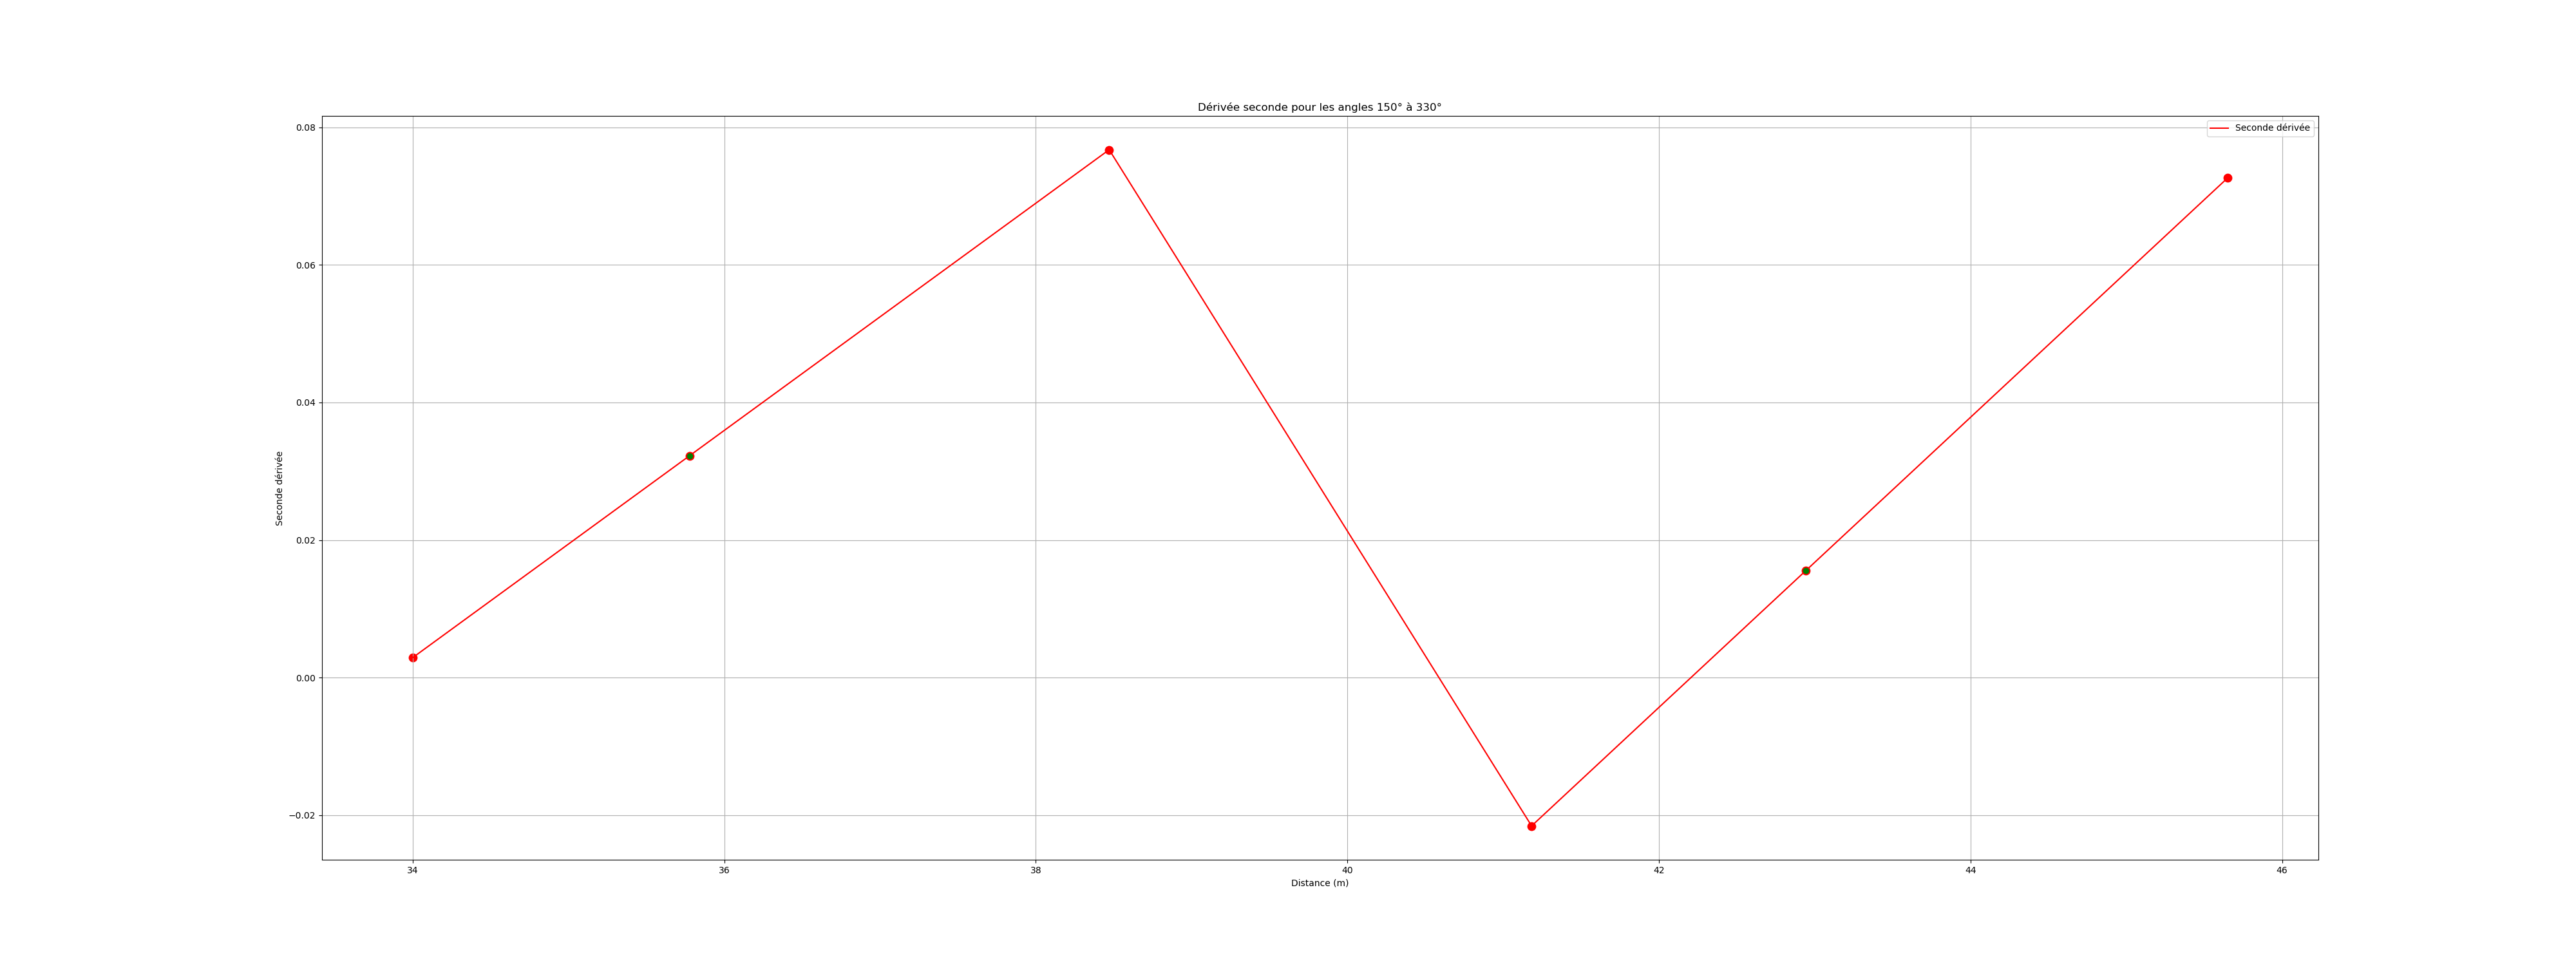 Dérivée seconde pour les angles 150° à 330°
Seconde dérivée
0.08
0.06
0.04
0.02
0.00
−0.02
Seconde dérivée
34 36 38 40 42 44 46
Distance (m)